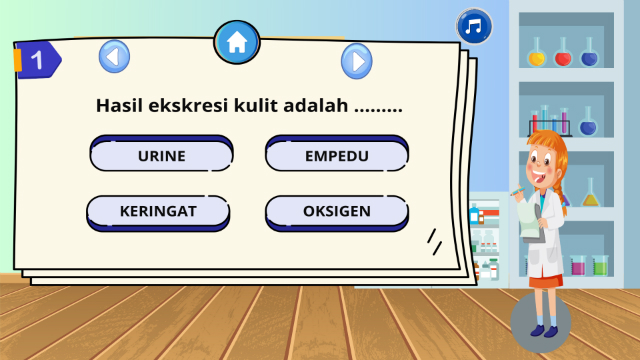 1
Hasil ekskresi kulit adalah .........
URINE
EMPEDU
KERINGAT
OKSIGEN